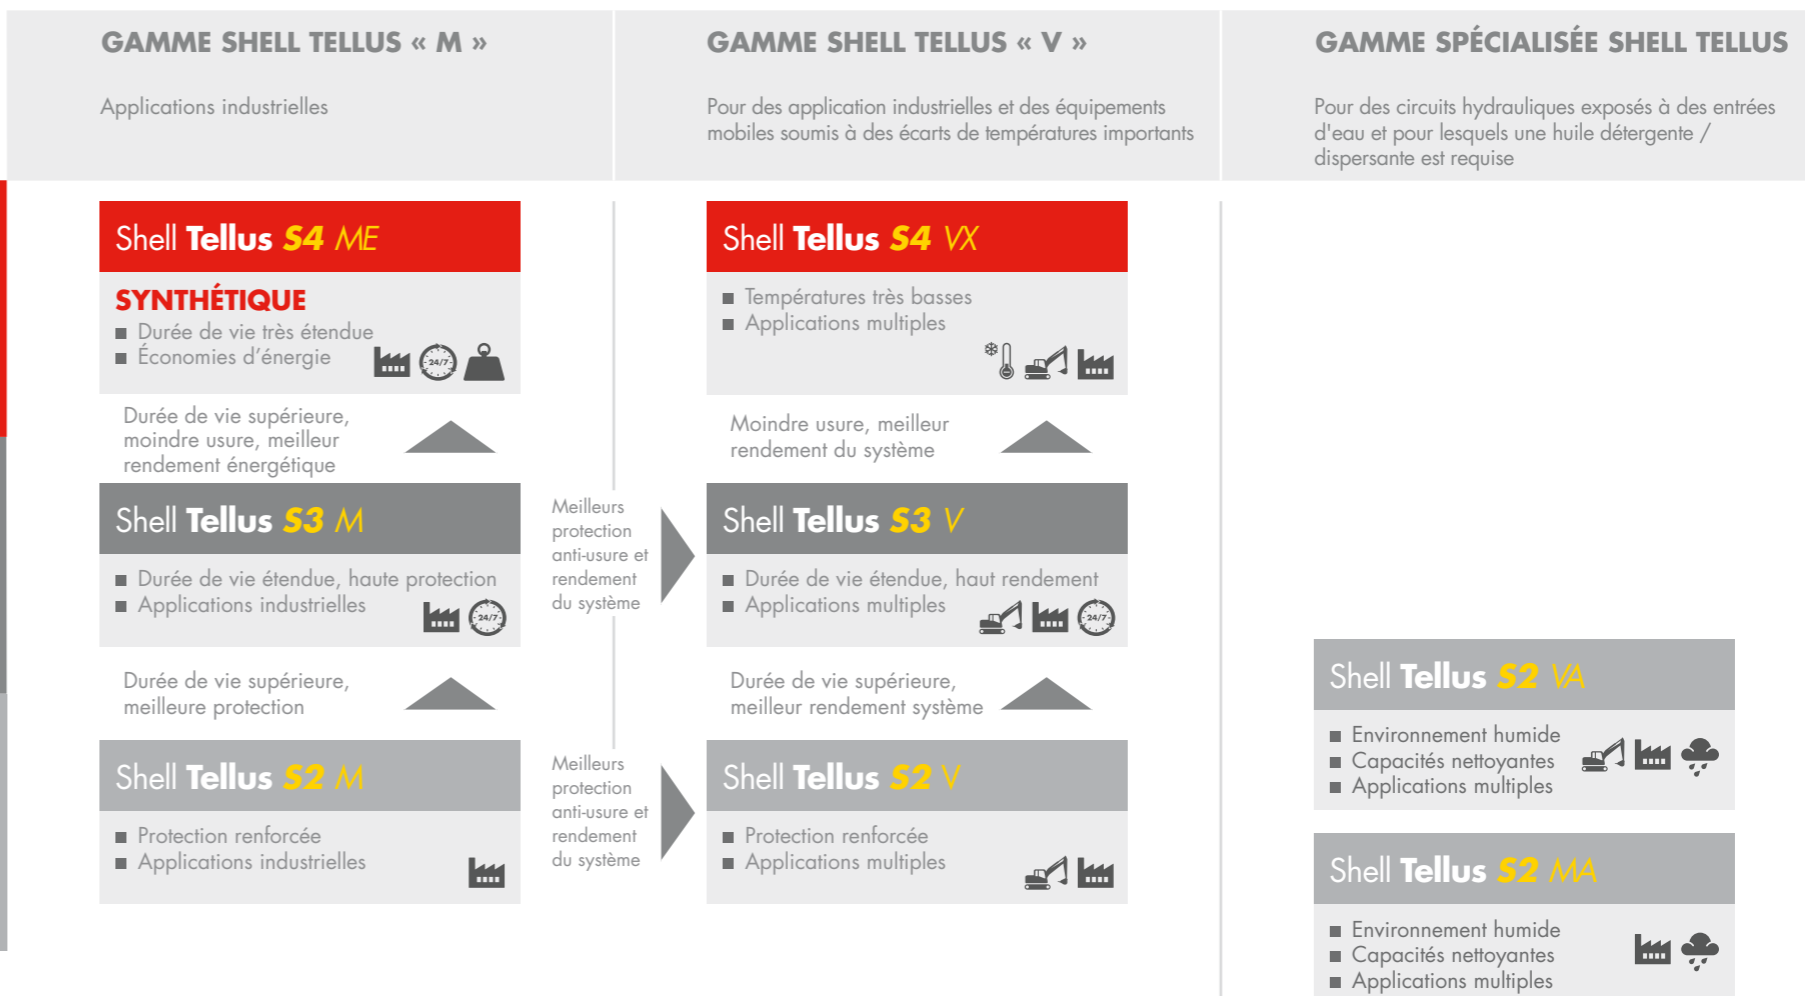 GAMME SHELL TELLUS « M »
Applications industrielles
GAMME SHELL TELLUS « V »
Pour des application industrielles et des équipements
mobiles soumis à des écarts de températures importants
GAMME SPÉCIALISÉE SHELL TELLUS
Pour des circuits hydrauliques exposés à des entrées
d'eau et pour lesquels une huile détergente /
dispersante est requise
Shell Tellus S4 ME
SYNTHÉTIQUE
■ Durée de vie très étendue
■ Économies d’énergie
24/7
Durée de vie supérieure,
moindre usure, meilleur
rendement énergétique
Shell Tellus S3 M
■ Durée de vie étendue, haute protection
■ Applications industrielles
24/7
Durée de vie supérieure,
meilleure protection
Shell Tellus S2 M
■ Protection renforcée
■ Applications industrielles
Meilleurs
protection
anti-usure et
rendement
du système
Meilleurs
protection
anti-usure et
rendement
du système
Shell Tellus S4 VX
■ Températures très basses
■ Applications multiples
Moindre usure, meilleur
rendement du système
Shell Tellus S3 V
■ Durée de vie étendue, haut rendement
■ Applications multiples
24/7
Durée de vie supérieure,
meilleur rendement système
Shell Tellus S2 V
■ Protection renforcée
■ Applications multiples
Shell Tellus S2 VA
■ Environnement humide
■ Capacités nettoyantes
■ Applications multiples
Shell Tellus S2 MA
■ Environnement humide
■ Capacités nettoyantes
■ Applications multiples